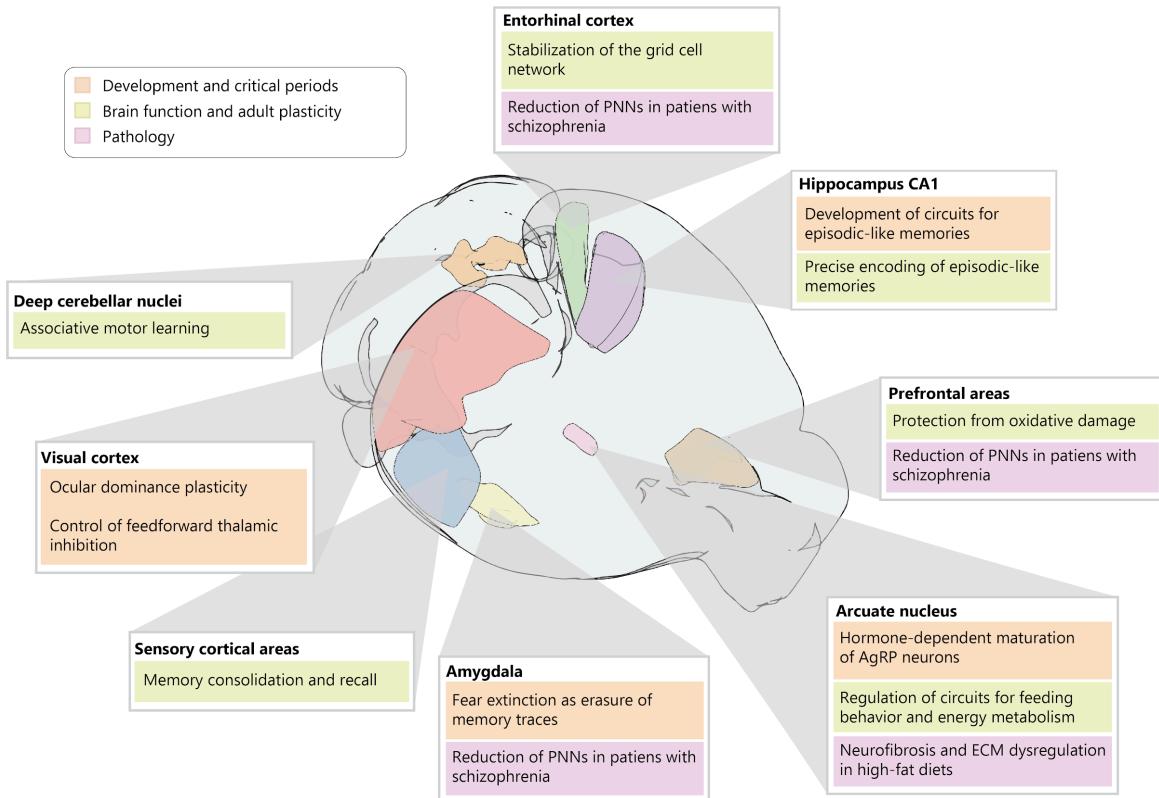 Entorhinal cortex
Stabilization of the grid cell
network
Reduction of PNNs in patiens with
schizophrenia
Development and critical periods
Brain function and adult plasticity
Pathology
Hippocampus CA1
Development of circuits for
episodic-like memories
Precise encoding of episodic-like
memories
Deep cerebellar nuclei
Associative motor learning
Prefrontal areas
Protection from oxidative damage
Reduction of PNNs in patiens with
schizophrenia
Visual cortex
Ocular dominance plasticity
Control of feedforward thalamic
inhibition
Sensory cortical areas
Memory consolidation and recall
Amygdala
Fear extinction as erasure of
memory traces
Reduction of PNNs in patiens with
schizophrenia
Arcuate nucleus
Hormone-dependent maturation
of AgRP neurons
Regulation of circuits for feeding
behavior and energy metabolism
Neurofibrosis and ECM dysregulation
in high-fat diets